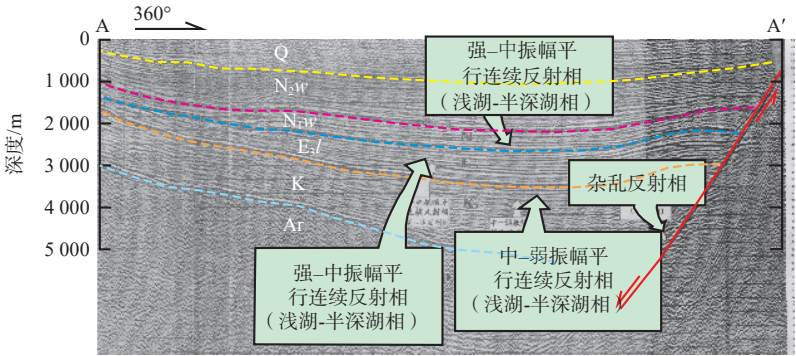 360°
A
A′
0
1 000
2 000
3 000
4 000
5 000
深度/m
Q
N₂w
N₁w
E₃l
K
Ar
强–中振幅平
行连续反射相
（浅湖-半深湖相）
杂乱反射相
强–中振幅平
行连续反射相
（浅湖-半深湖相）
中–弱振幅平
行连续反射相
（浅湖-半深湖相）